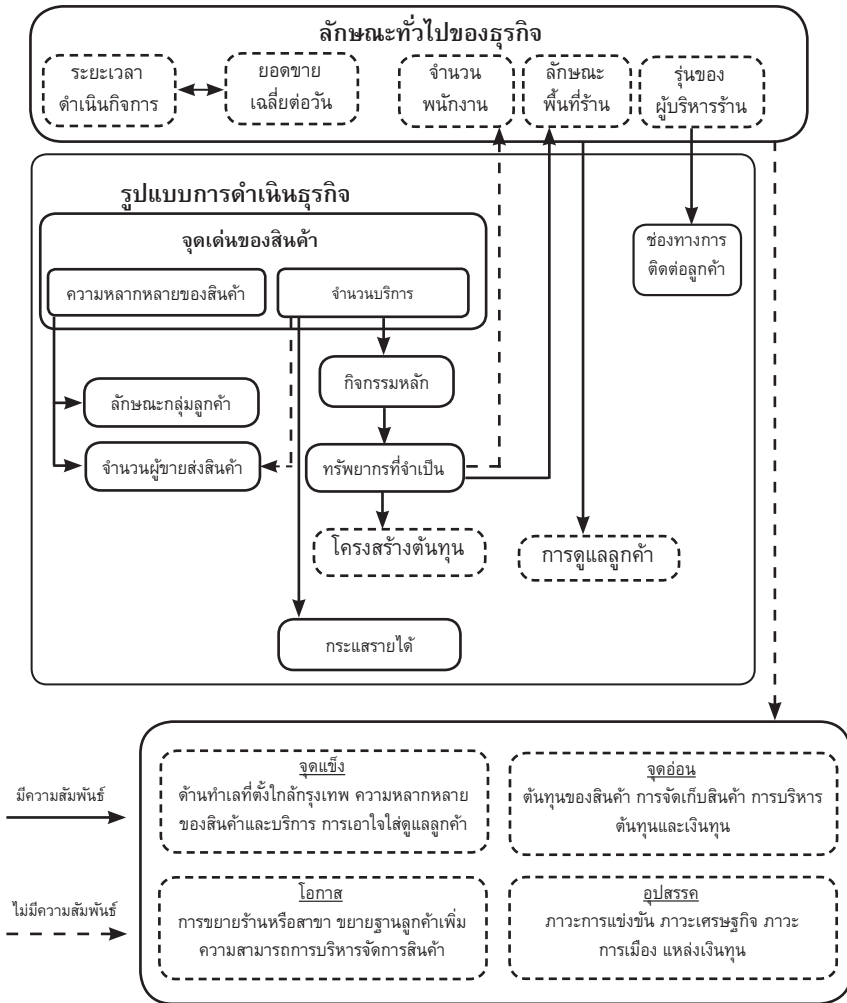 ลักษณะทั่วไปของธุรกิจ
ระยะเวลา
ดำเนินกิจการ
ยอดขาย
เฉลี่ยต่อวัน
จำนวน
พนักงาน
ลักษณะ
พื้นที่ร้าน
รุ่นของ
ผู้บริหารร้าน
รูปแบบการดำเนินธุรกิจ
จุดเด่นของสินค้า
ความหลากหลายของสินค้า
จำนวนบริการ
ช่องทางการ
ติดต่อลูกค้า
กิจกรรมหลัก
ลักษณะกลุ่มลูกค้า
จำนวนผู้ขายส่งสินค้า
ทรัพยากรที่จำเป็น
โครงสร้างต้นทุน
การดูแลลูกค้า
กระแสรายได้
มีความสัมพันธ์
ไม่มีความสัมพันธ์
จุดแข็ง
ด้านทำเลที่ตั้งใกล้กรุงเทพ ความหลากหลาย
ของสินค้าและบริการ การเอาใจใส่ดูแลลูกค้า
จุดอ่อน
ต้นทุนของสินค้า การจัดเก็บสินค้า การบริหาร
ต้นทุนและเงินทุน
โอกาส
การขยายร้านหรือสาขา ขยายฐานลูกค้าเพิ่ม
ความสามารถการบริหารจัดการสินค้า
อุปสรรค
ภาวะการแข่งขัน ภาวะเศรษฐกิจ ภาวะ
การเมือง แหล่งเงินทุน